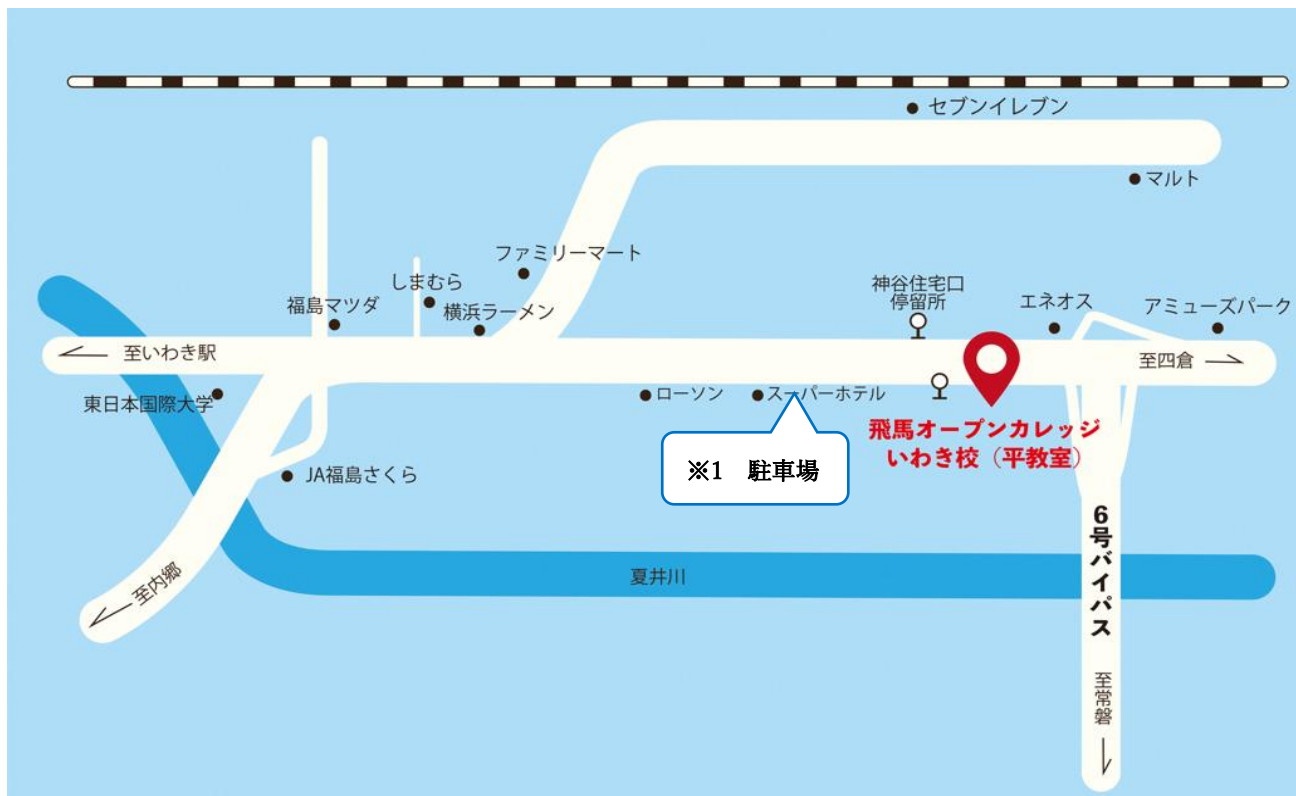 セブンイレブン
マルト
ファミリーマート
しまむら
横浜ラーメン
福島マツダ
神谷住宅口
停留所
エネオス
アミューズパーク
至いわき駅
至四倉
東日本国際大学
ローソン
スーパーホテル
飛馬オープンカレッジ
いわき校（平教室）
※1　駐車場
JA福島さくら
6号バイパス
夏井川
至内郷
至常磐